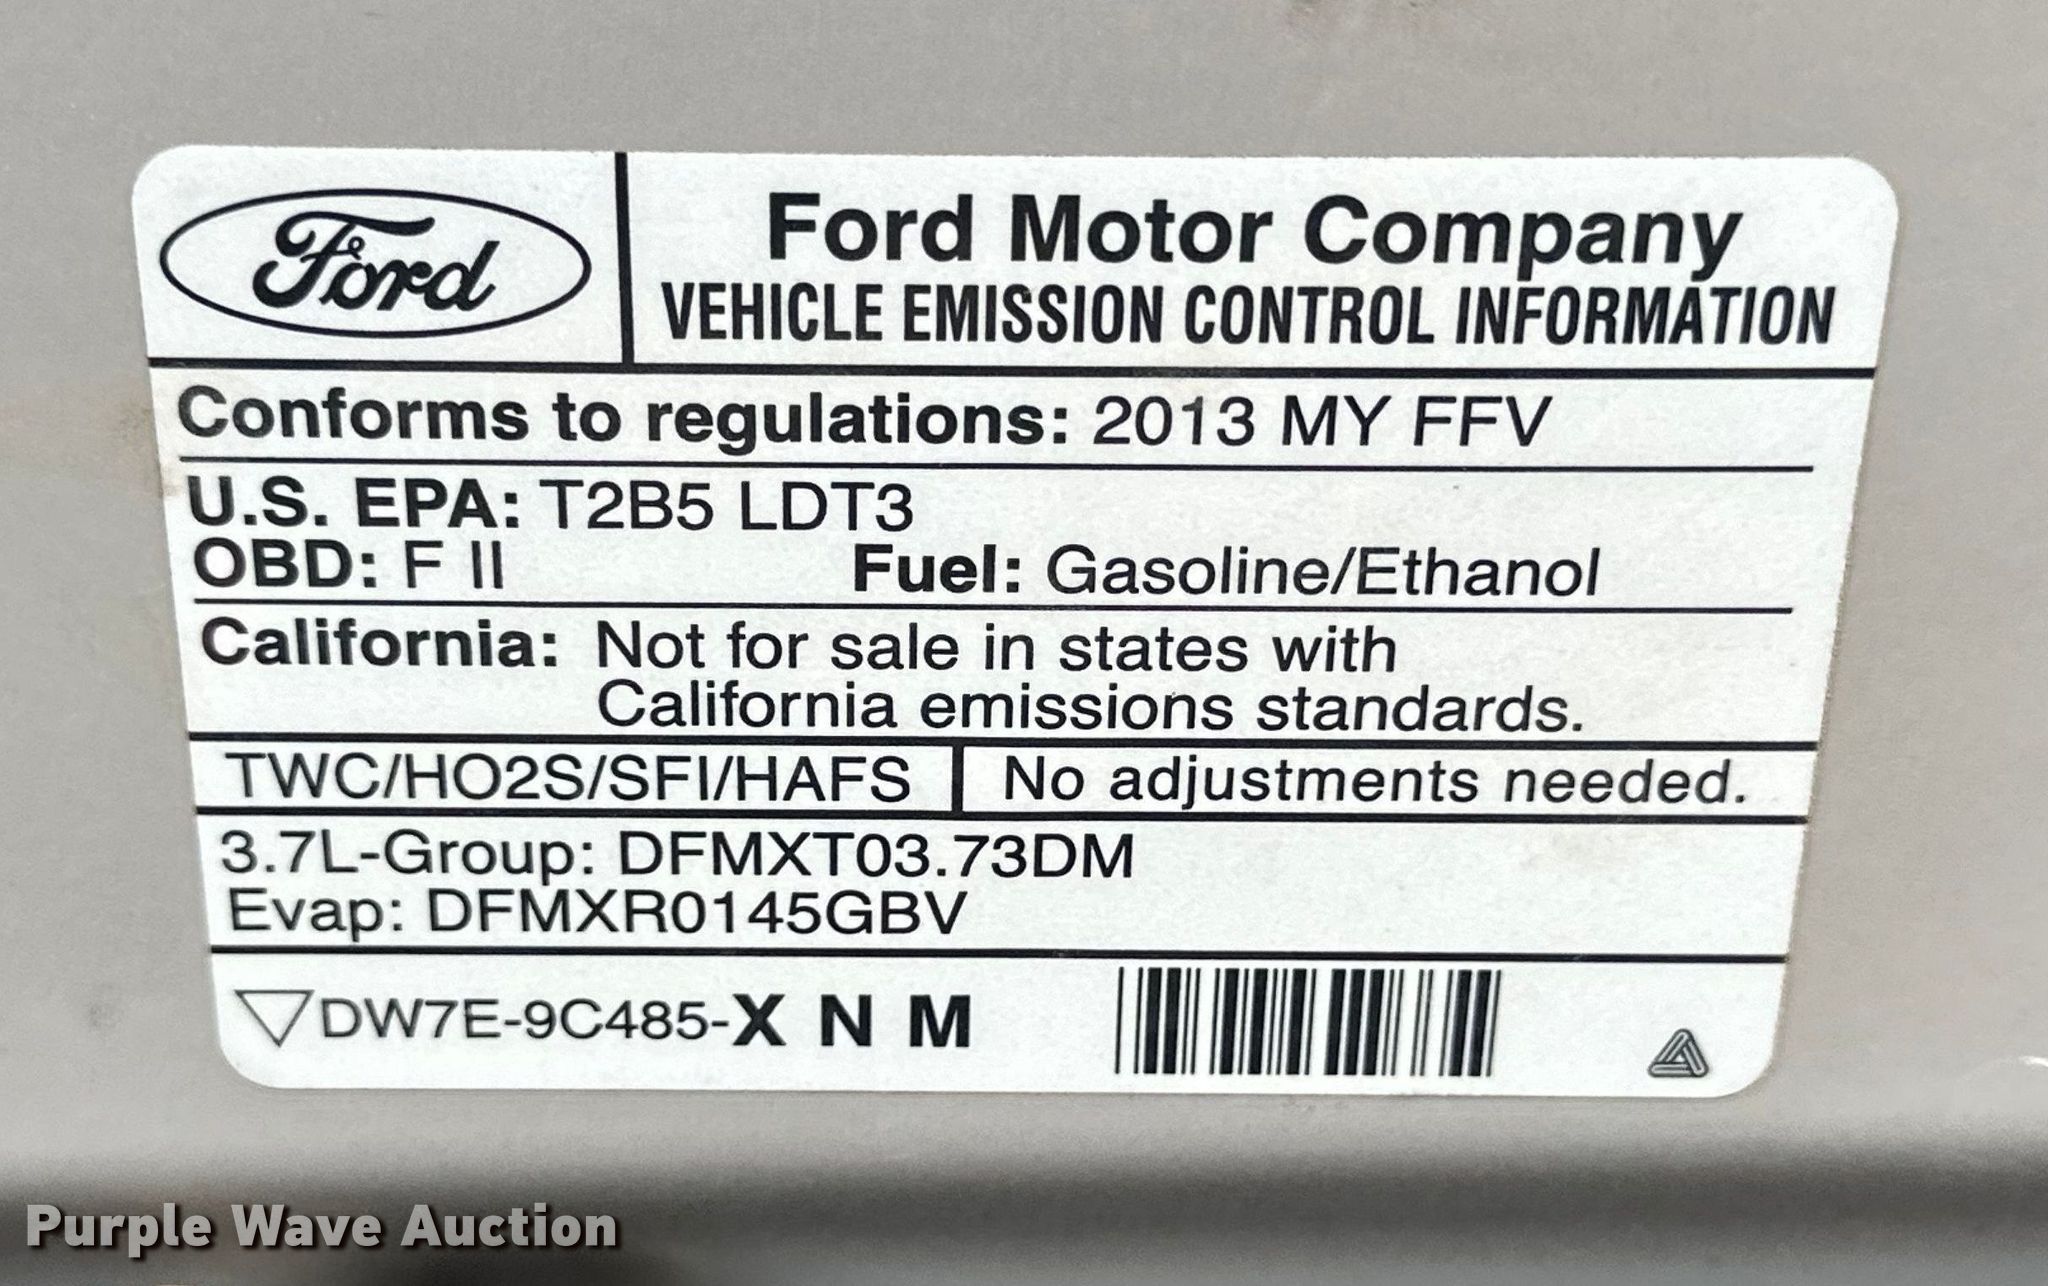 Ford
Ford Motor Company
VEHICLE EMISSION CONTROL INFORMATION
Conforms to regulations: 2013 MY FFV
U.S. EPA: T2B5 LDT3
OBD: F II Fuel: Gasoline/Ethanol
California: Not for sale in states with
California emissions standards.
TWC/HO2S/SFI/HAFS No adjustments needed.
3.7L-Group: DFMXT03.73DM
Evap: DFMXR0145GBV
DW7E-9C485-X N M
Purple Wave Auction